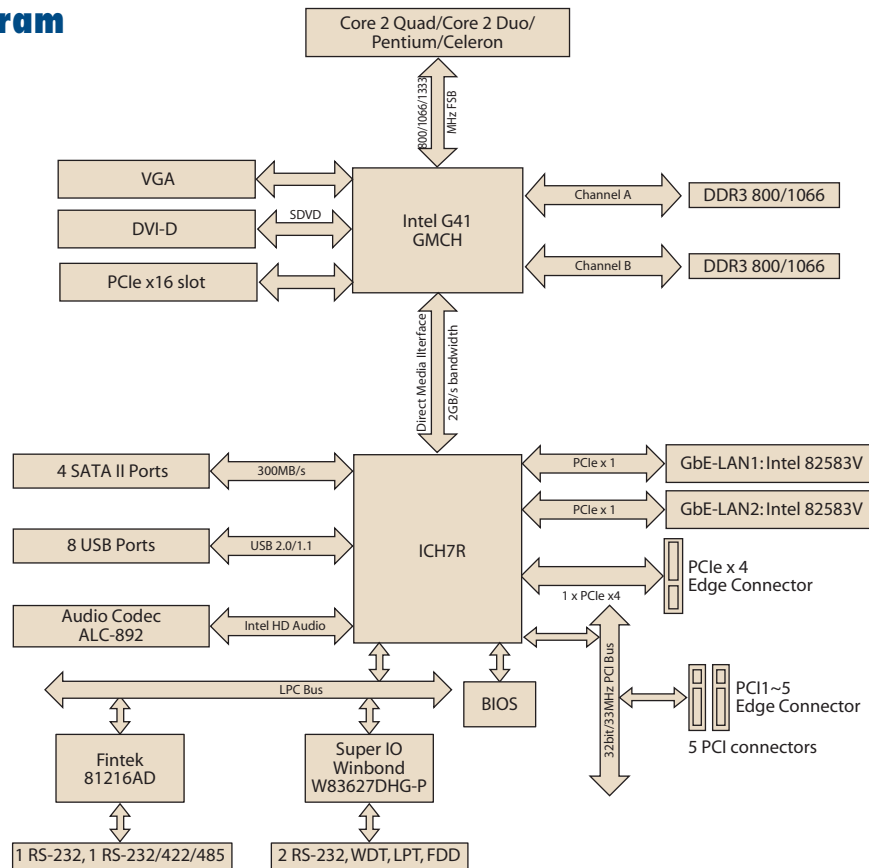 ram
Core 2 Quad/Core 2 Duo/
Pentium/Celeron
800/1066/1333
MHz FSB
VGA
DVI-D
SDVD
PCIe x16 slot
Intel G41
GMCH
Channel A
DDR3 800/1066
Channel B
DDR3 800/1066
Direct Media IIterface
2GB/s bandwidth
4 SATA II Ports
300MB/s
8 USB Ports
USB 2.0/1.1
Audio Codec
ALC-892
Intel HD Audio
ICH7R
PCIe x 1
GbE-LAN1: Intel 82583V
PCIe x 1
GbE-LAN2: Intel 82583V
1 x PCIe x4
PCIe x 4
Edge Connector
32bit/33MHz PCI Bus
PCI1~5
Edge Connector
5 PCI connectors
LPC Bus
BIOS
Fintek
81216AD
Super IO
Winbond
W83627DHG-P
1 RS-232, 1 RS-232/422/485
2 RS-232, WDT, LPT, FDD